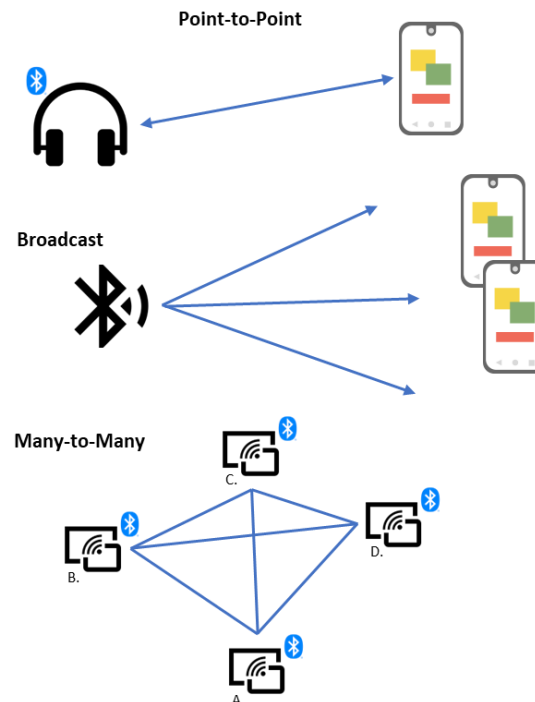 Point-to-Point
Broadcast
Many-to-Many
C.
B.
D.
A